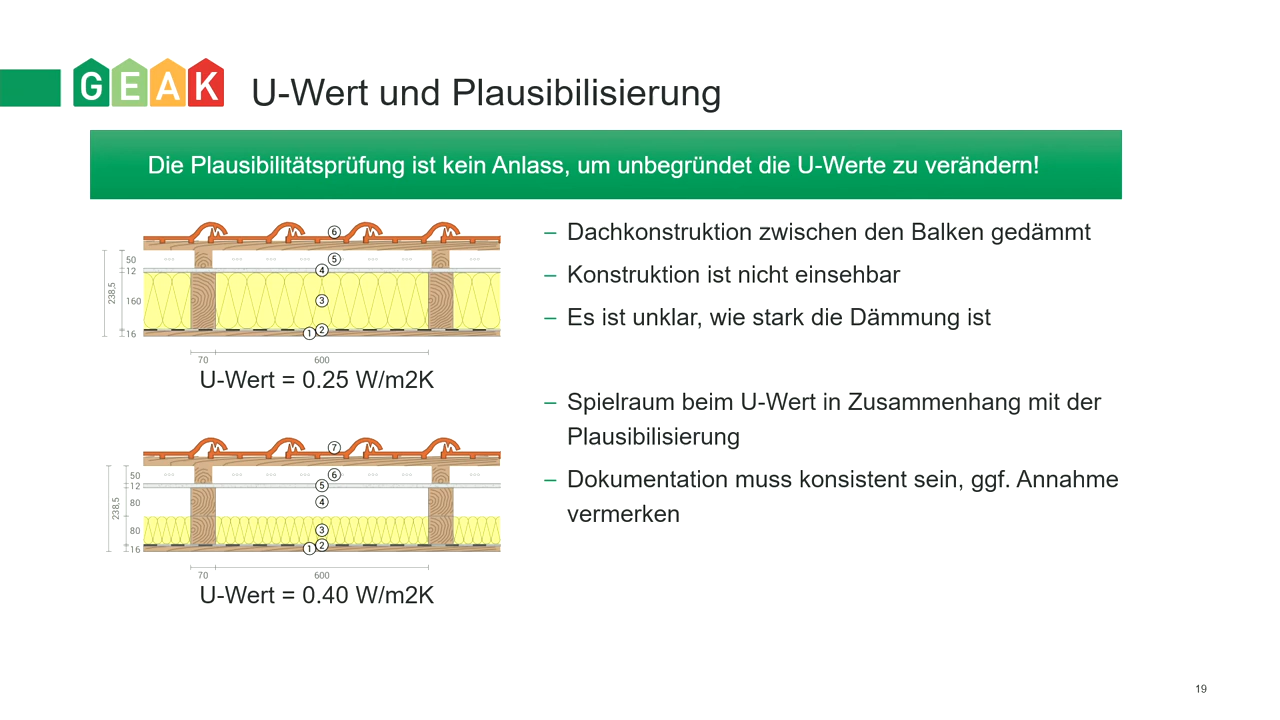 GEAK
U-Wert und Plausibilisierung
Die Plausibilitätsprüfung ist kein Anlass, um unbegründet die U-Werte zu verändern!
6
5
4
3
2
1
50
12
160
16
238,5
70
600
U-Wert = 0.25 W/m2K
7
6
5
4
3
2
1
50
12
80
80
16
238,5
70
600
U-Wert = 0.40 W/m2K
– Dachkonstruktion zwischen den Balken gedämmt
– Konstruktion ist nicht einsehbar
– Es ist unklar, wie stark die Dämmung ist
– Spielraum beim U-Wert in Zusammenhang mit der
Plausibilisierung
– Dokumentation muss konsistent sein, ggf. Annahme
vermerken
19